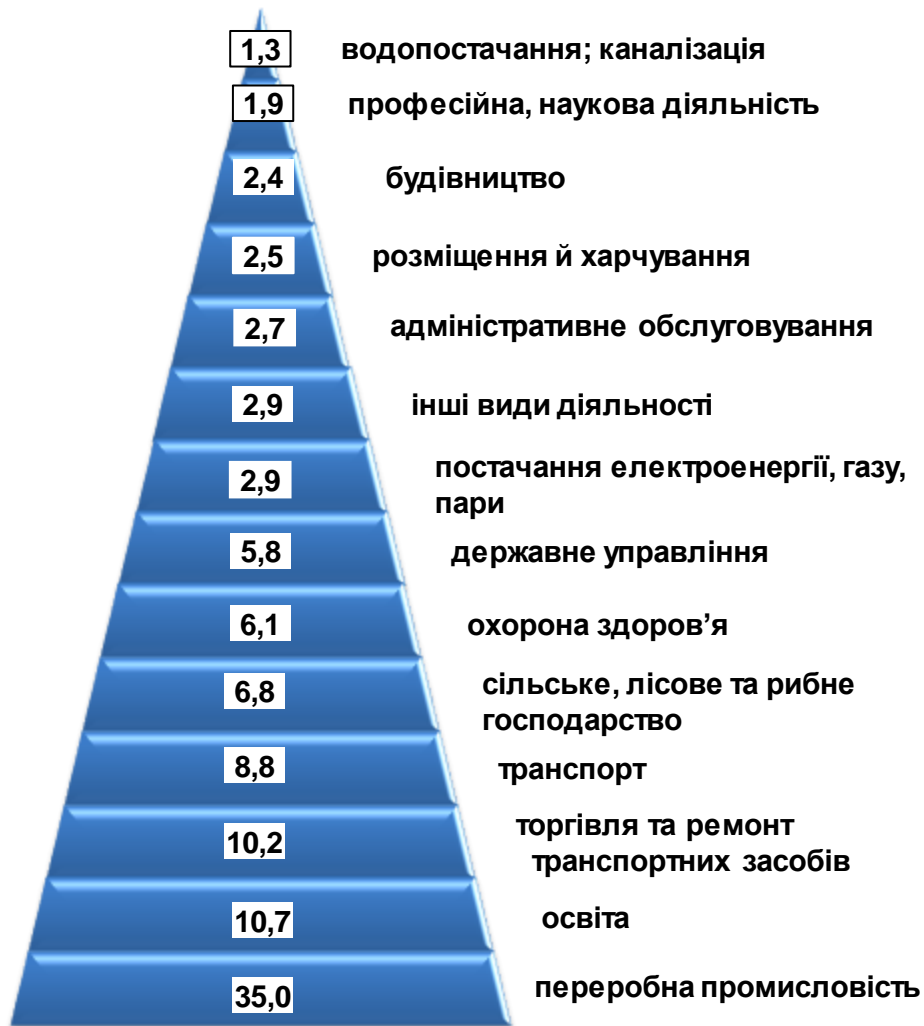 1,3 водопостачання; каналізація
1,9 професійна, наукова діяльність
2,4 будівництво
2,5 розміщення й харчування
2,7 адміністративне обслуговування
2,9 інші види діяльності
2,9 постачання електроенергії, газу,
пари
5,8 державне управління
6,1 охорона здоров’я
6,8 сільське, лісове та рибне
господарство
8,8 транспорт
10,2 торгівля та ремонт
транспортних засобів
10,7 освіта
35,0 переробна промисловість